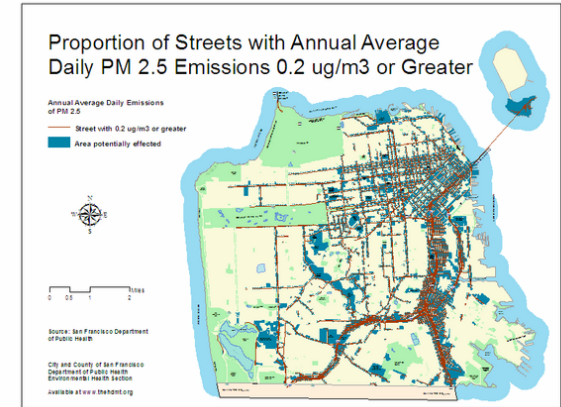 Proportion of Streets with Annual Average
Daily PM 2.5 Emissions 0.2 ug/m3 or Greater
Annual Average Daily Emissions
of PM 2.5
Street with 0.2 ug/m3 or greater
Area potentially effected
N
W
E
S
Miles
0 0.5 1 2
Source: San Francisco Department
of Public Health
City and County of San Francisco
Department of Public Health
Environmental Health Section
Available at www.thehdmt.org